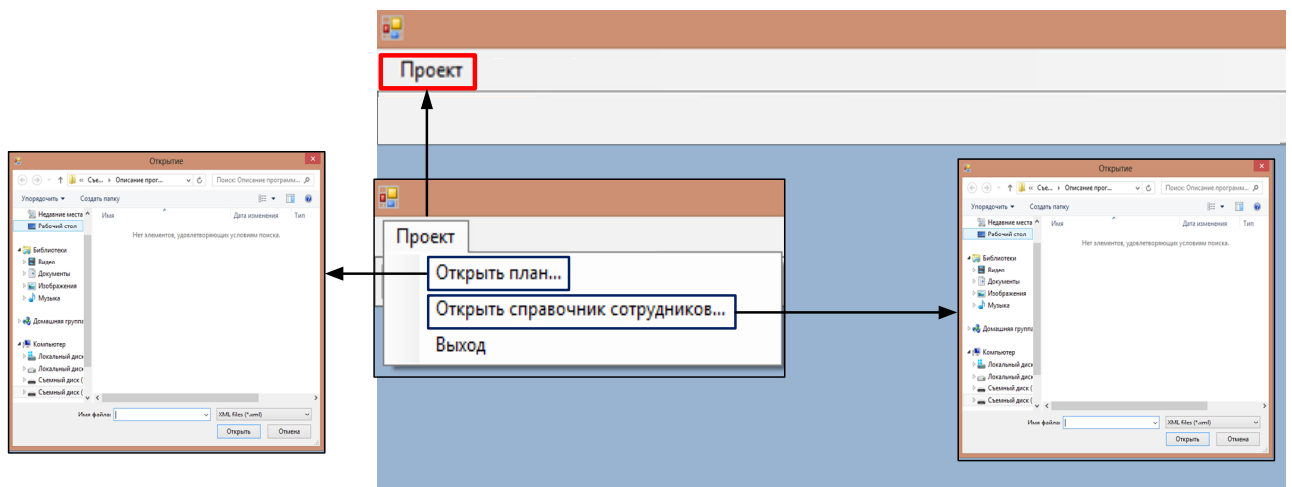 Проект
Открытие
« Съе... › Описание прог...
Поиск: Описание программ...
Упорядочить
Создать папку
Недавние места
Имя
Дата изменения
Тип
Рабочий стол
Нет элементов, удовлетворяющих условиям поиска.
Библиотеки
Видео
Документы
Изображения
Музыка
Домашняя группа
Компьютер
Локальный диск
Локальный диск
Съемный диск (
Съемный диск (
Имя файла:
XML files (*.xml)
Открыть
Отмена
Проект
Открыть план...
Открыть справочник сотрудников...
Выход
Открытие
« Съе... › Описание прог...
Поиск: Описание программ...
Упорядочить
Создать папку
Недавние места
Имя
Дата изменения
Тип
Рабочий стол
Нет элементов, удовлетворяющих условиям поиска.
Библиотеки
Видео
Документы
Изображения
Музыка
Домашняя группа
Компьютер
Локальный диск
Локальный диск
Съемный диск (
Съемный диск (
Имя файла:
XML files (*.xml)
Открыть
Отмена